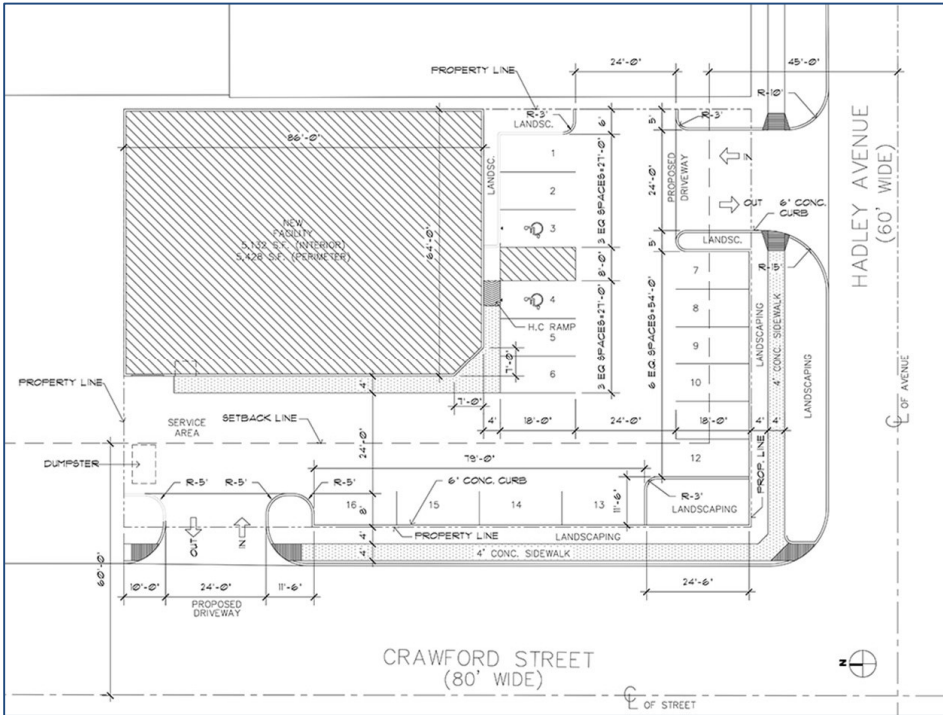 24'-0"
45'-0"
PROPERTY LINE
R-10'
R-3'
LANDSC.
6'
5'
R-3'
86'-0"
HADLEY AVENUE
(60' WIDE)
1
2
3
LANDSC.
3 EQ. SPACES=27'-0"
24'-0"
PROPOSED
DRIVEWAY
IN
OUT
6" CONC.
CURB
NEW
FACILITY
5,132 S.F. (INTERIOR)
5,428 S.F. (PERIMETER)
64'-0"
8'-0"
5'
LANDSC.
R-15'
4
H.C RAMP
5
6
3 EQ. SPACES=27'-0"
6 EQ. SPACES=54'-0"
7
8
9
10
12
LANDSCAPING
4" CONC. SIDEWALK
LANDSCAPING
7'-0"
7'-0"
PROPERTY LINE
4'
SERVICE
AREA
SETBACK LINE
4'
18'-0"
24'-0"
18'-0"
4'
4'
24'-0"
79'-0"
DUMPSTER
R-5'
R-5'
R-5'
6" CONC. CURB
11'-6"
R-3'
PROP. LINE
16
15
14
13
LANDSCAPING
8'
OUT
IN
4'
PROPERTY LINE
LANDSCAPING
4'
4" CONC. SIDEWALK
60'-0"
10'-0"
24'-0"
11'-6"
24'-6"
PROPOSED
DRIVEWAY
CRAWFORD STREET
(80' WIDE)
N
CL OF AVENUE
CL OF STREET